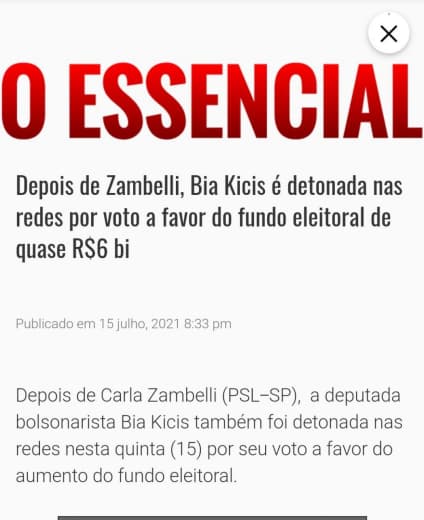 O ESSENCIAL
Depois de Zambelli, Bia Kicis é detonada nas
redes por voto a favor do fundo eleitoral de
quase R$6 bi
Publicado em 15 julho, 2021 8:33 pm
Depois de Carla Zambelli (PSL–SP),  a deputada
bolsonarista Bia Kicis também foi detonada nas
redes nesta quinta (15) por seu voto a favor do
aumento do fundo eleitoral.